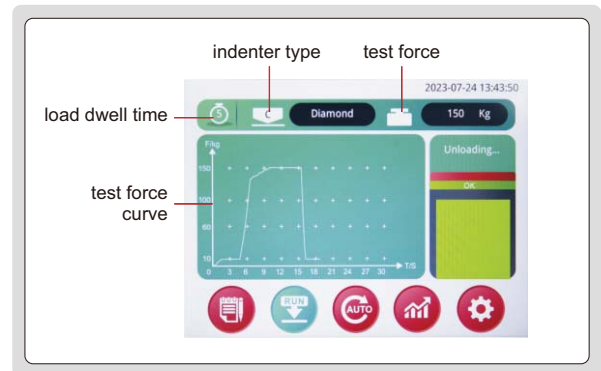 indenter type
test force
2023-07-24 13:43:50
load dwell time
5
C
Diamond
150 Kg
F/kg
Unloading...
150
OK
test force
curve
100
60
10
0 3 6 9 12 15 18 21 24 27 30
T/S
RUN
AUTO